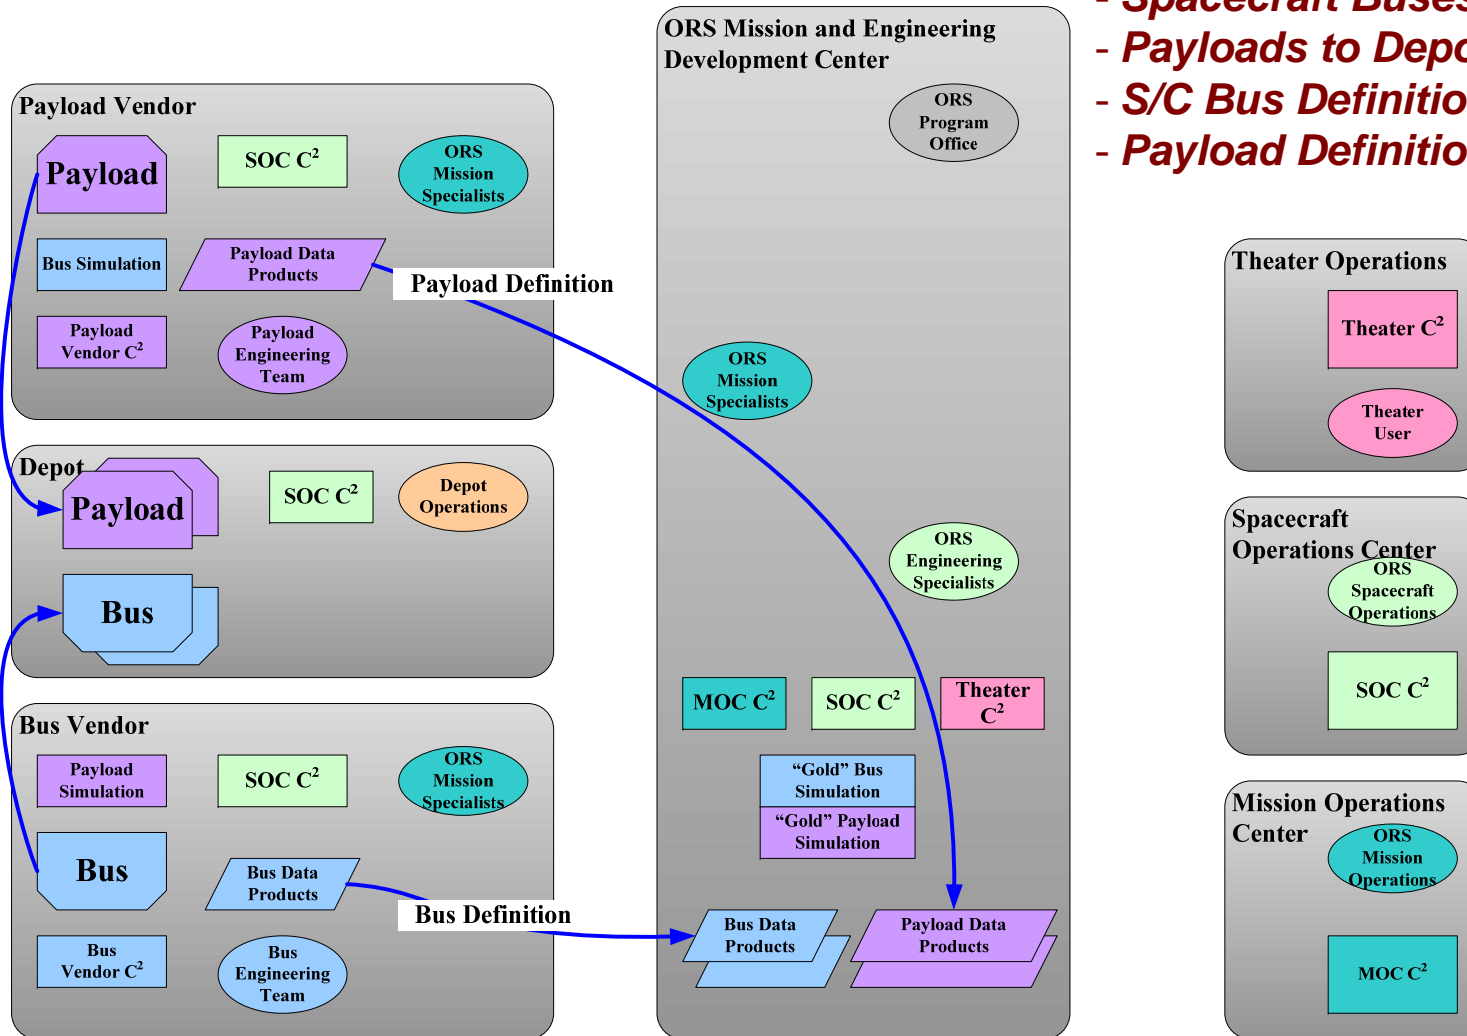 - Spacecraft Buses
- Payloads to Depo
- S/C Bus Definitio
- Payload Definitio
Payload Vendor
Payload
SOC C²
ORS
Mission
Specialists
Bus Simulation
Payload Data
Products
Payload
Vendor C²
Payload
Engineering
Team
Payload Definition
Depot
Payload
SOC C²
Depot
Operations
Bus
Bus Vendor
Payload
Simulation
SOC C²
ORS
Mission
Specialists
Bus
Bus Data
Products
Bus
Vendor C²
Bus
Engineering
Team
Bus Definition
ORS Mission and Engineering
Development Center
ORS
Program
Office
ORS
Mission
Specialists
ORS
Engineering
Specialists
MOC C²
SOC C²
Theater
C²
“Gold” Bus
Simulation
“Gold” Payload
Simulation
Bus Data
Products
Payload Data
Products
Theater Operations
Theater C²
Theater
User
Spacecraft
Operations Center
ORS
Spacecraft
Operations
SOC C²
Mission Operations
Center
ORS
Mission
Operations
MOC C²